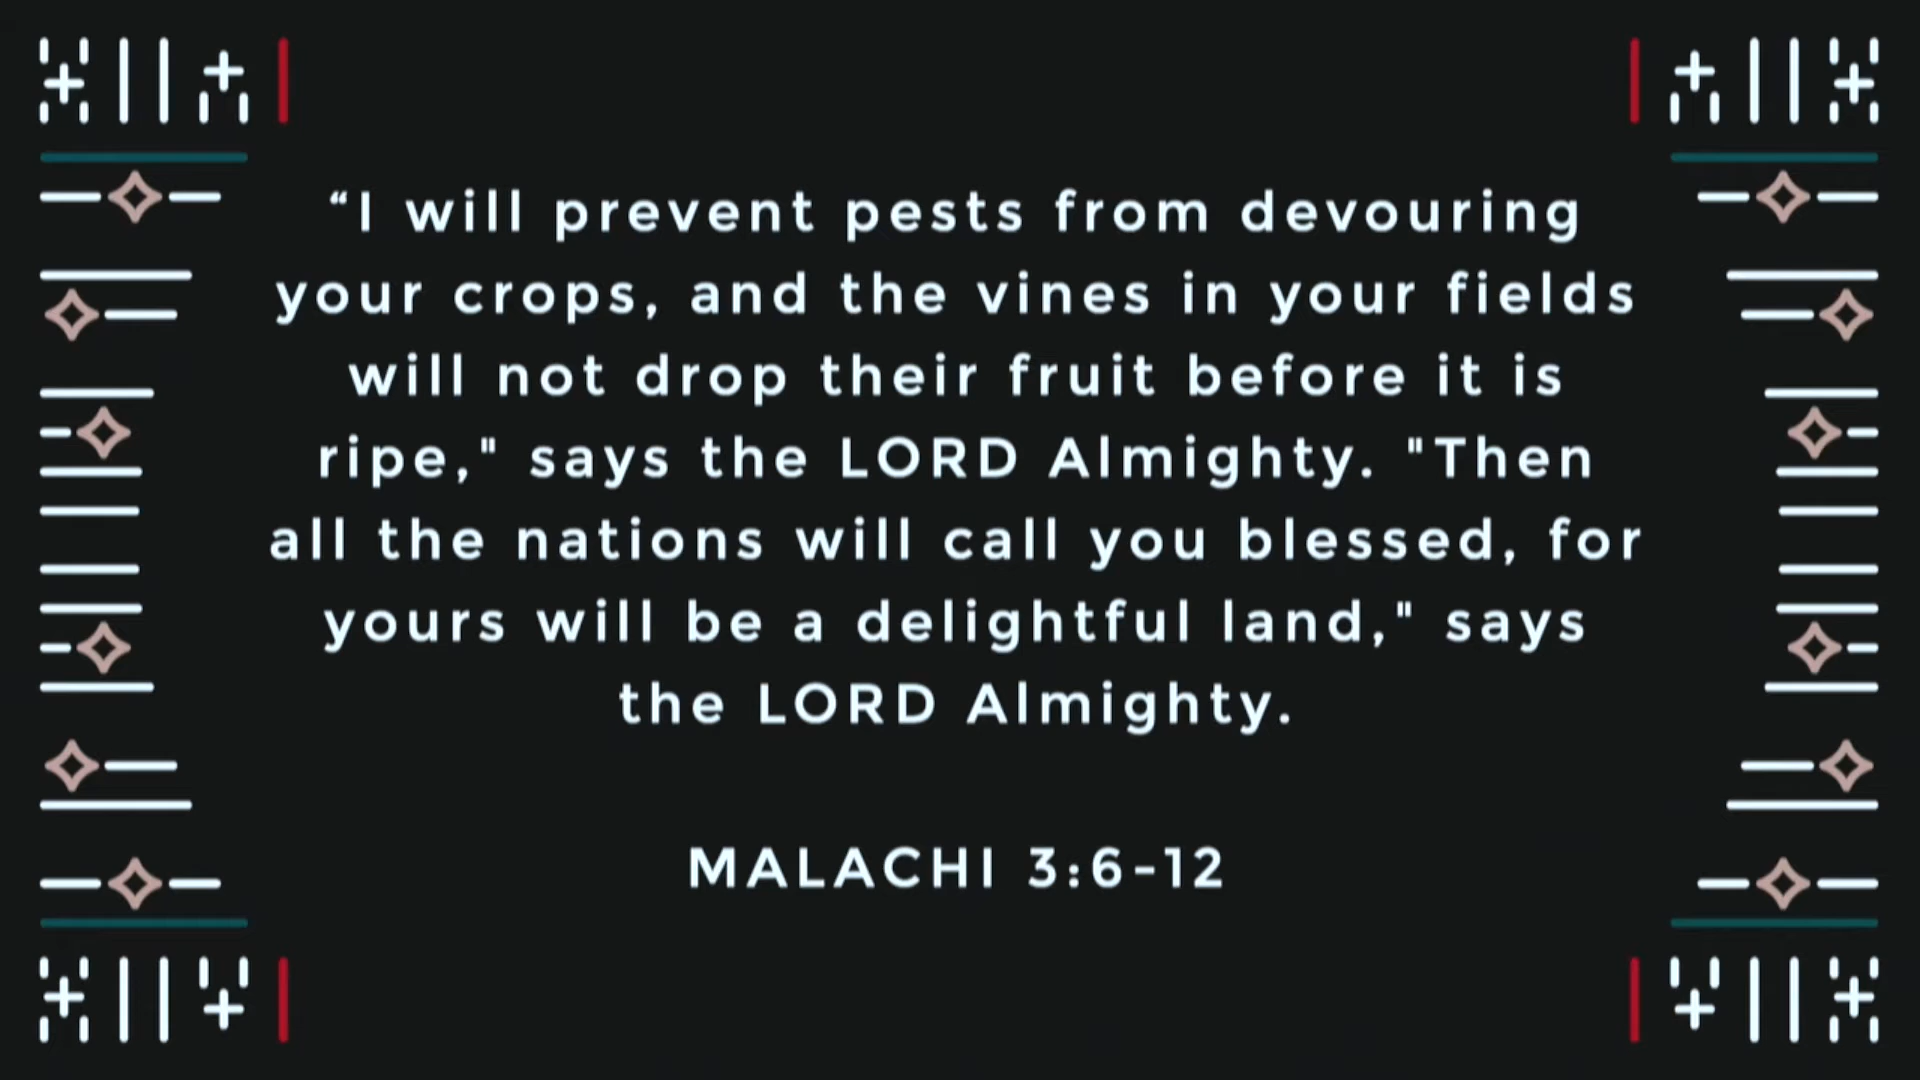 “I will prevent pests from devouring
your crops, and the vines in your fields
will not drop their fruit before it is
ripe," says the LORD Almighty. "Then
all the nations will call you blessed, for
yours will be a delightful land," says
the LORD Almighty.
MALACHI 3:6-12